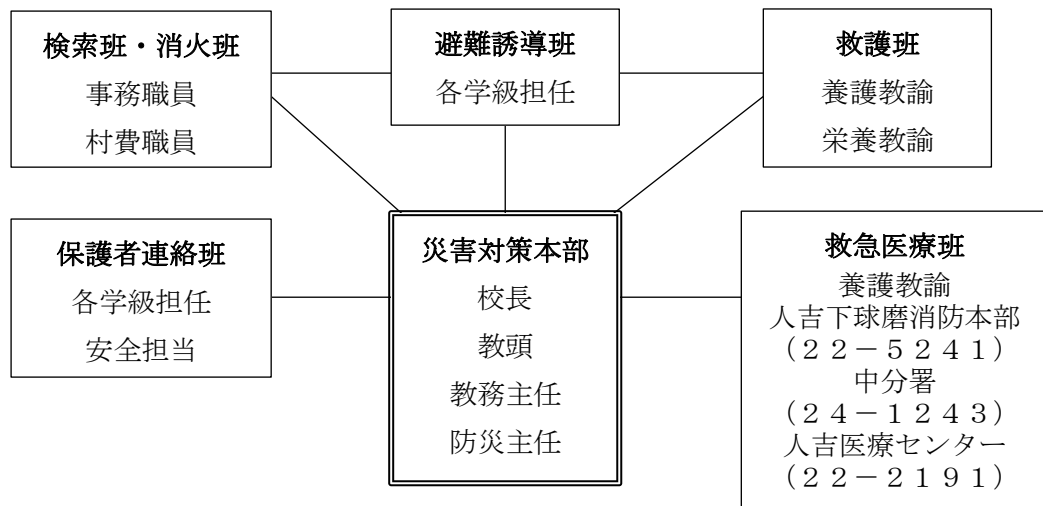 検索班・消火班
事務職員
村費職員
避難誘導班
各学級担任
救護班
養護教諭
栄養教諭
保護者連絡班
各学級担任
安全担当
災害対策本部
校長
教頭
教務主任
防災主任
救急医療班
養護教諭
人吉下球磨消防本部
(22-5241)
中分署
(24-1243)
人吉医療センター
(22-2191)